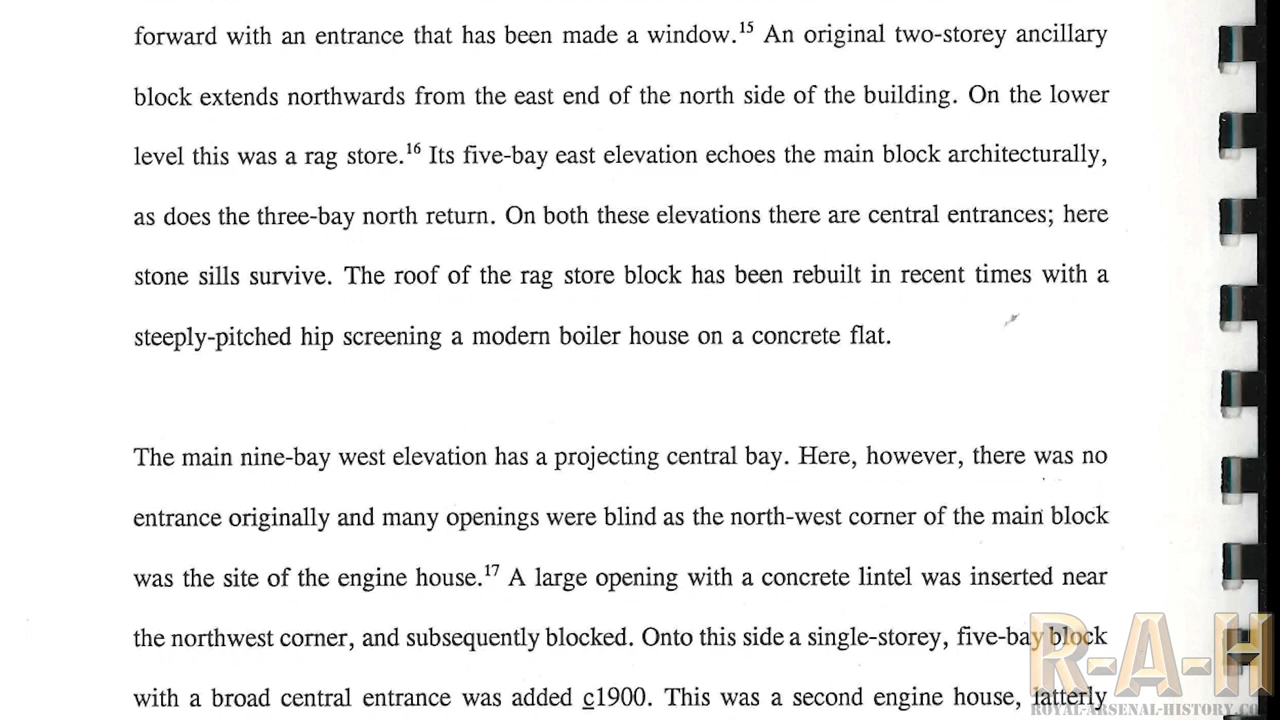 forward with an entrance that has been made a window.15 An original two-storey ancillary
block extends northwards from the east end of the north side of the building. On the lower
level this was a rag store.16 Its five-bay east elevation echoes the main block architecturally,
as does the three-bay north return. On both these elevations there are central entrances; here
stone sills survive. The roof of the rag store block has been rebuilt in recent times with a
steeply-pitched hip screening a modern boiler house on a concrete flat.
The main nine-bay west elevation has a projecting central bay. Here, however, there was no
entrance originally and many openings were blind as the north-west corner of the main block
was the site of the engine house.17 A large opening with a concrete lintel was inserted near
the northwest corner, and subsequently blocked. Onto this side a single-storey, five-bay block
with a broad central entrance was added c1900. This was a second engine house, latterly
R-A-H
ROYAL-ARSENAL-HISTORY.CO